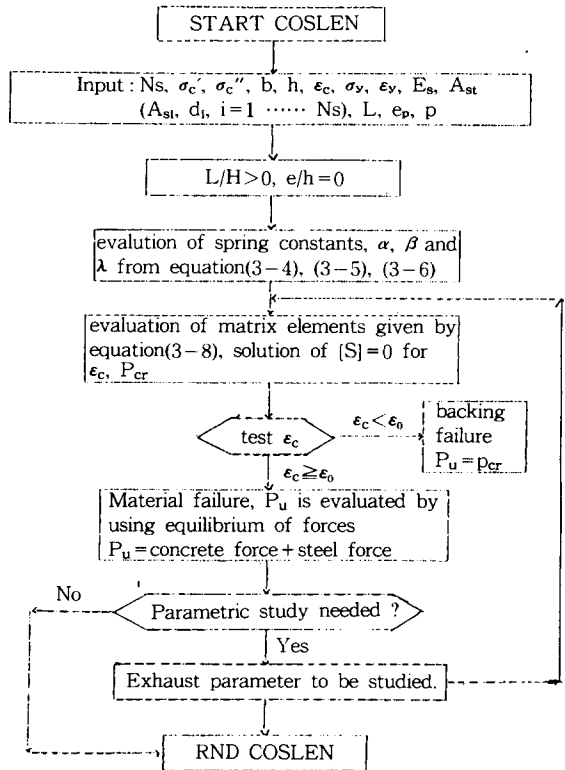 START COSLEN
Input : Ns, σc′, σc″, b, h, εc, σy, εy, Es, Ast
(Asl, dl, i=1 ······ Ns), L, ep, p
L/H>0, e/h=0
evalution of spring constants, α, β and
λ from equation(3−4), (3−5), (3−6)
evaluation of matrix elements given by
equation(3−8), solution of [S]=0 for
εc, Pcr
test εc
εc<ε0
backing
failure
Pu=pcr
εc≧ε0
Material failure, Pu is evaluated by
using equilibrium of forces
Pu=concrete force+steel force
No
Parametric study needed ?
Yes
Exhaust parameter to be studied.
RND COSLEN